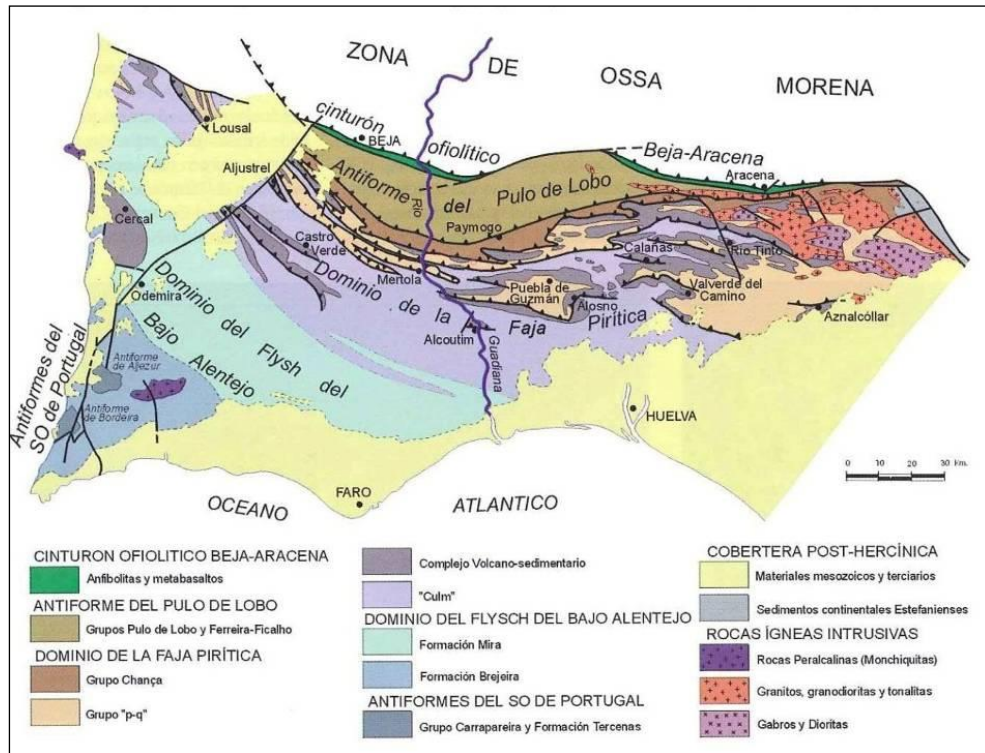 ZONA DE OSSA MORENA
cinturón ofiolítico Beja-Aracena
BEJA
Lousal
Aljustrel
Aracena
Antiforme del Pulo de Lobo
Río
Guadiana
Paymogo
Cercal
Castro
Verde
Calañas
Río Tinto
Mertola
Puebla de
Guzmán
Alosno
Valverde del
Camino
Aznalcóllar
Odemira
Dominio de la Faja Pirítica
Alcoutim
Dominio del Flysh del
Bajo Alentejo
Antiformes del
SO de Portugal
Antiforme
de Aljezur
Antiforme
de Bordeira
HUELVA
FARO
OCEANO ATLANTICO
0 10 20 30 Km.
CINTURON OFIOLITICO BEJA-ARACENA
Anfibolitas y metabasaltos
ANTIFORME DEL PULO DE LOBO
Grupos Pulo de Lobo y Ferreira-Ficalho
DOMINIO DE LA FAJA PIRÍTICA
Grupo Chança
Grupo "p-q"
Complejo Volcano-sedimentario
"Culm"
DOMINIO DEL FLYSCH DEL BAJO ALENTEJO
Formación Mira
Formación Brejeira
ANTIFORMES DEL SO DE PORTUGAL
Grupo Carrapareira y Formación Tercenas
COBERTERA POST-HERCÍNICA
Materiales mesozoicos y terciarios
Sedimentos continentales Estefanienses
ROCAS ÍGNEAS INTRUSIVAS
Rocas Peralcalinas (Monchiquitas)
Granitos, granodioritas y tonalitas
Gabros y Dioritas